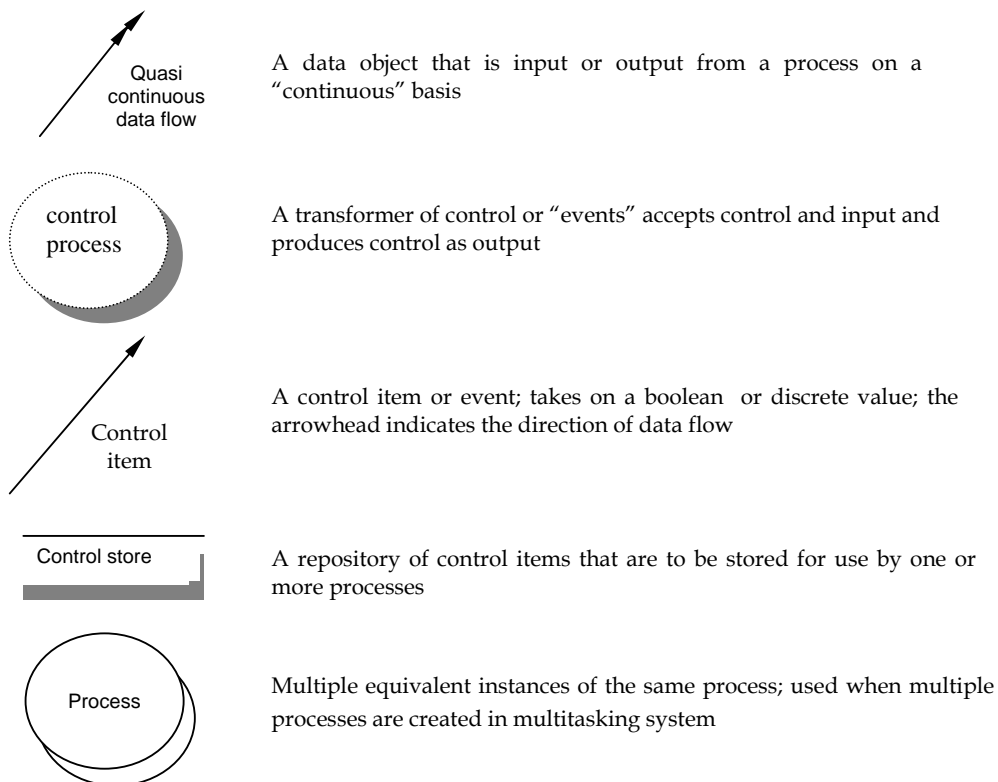 Quasi
continuous
data flow
A data object that is input or output from a process on a
“continuous” basis
control
process
A transformer of control or “events” accepts control and input and
produces control as output
Control
item
A control item or event; takes on a boolean or discrete value; the
arrowhead indicates the direction of data flow
Control store
A repository of control items that are to be stored for use by one or
more processes
Process
Multiple equivalent instances of the same process; used when multiple
processes are created in multitasking system